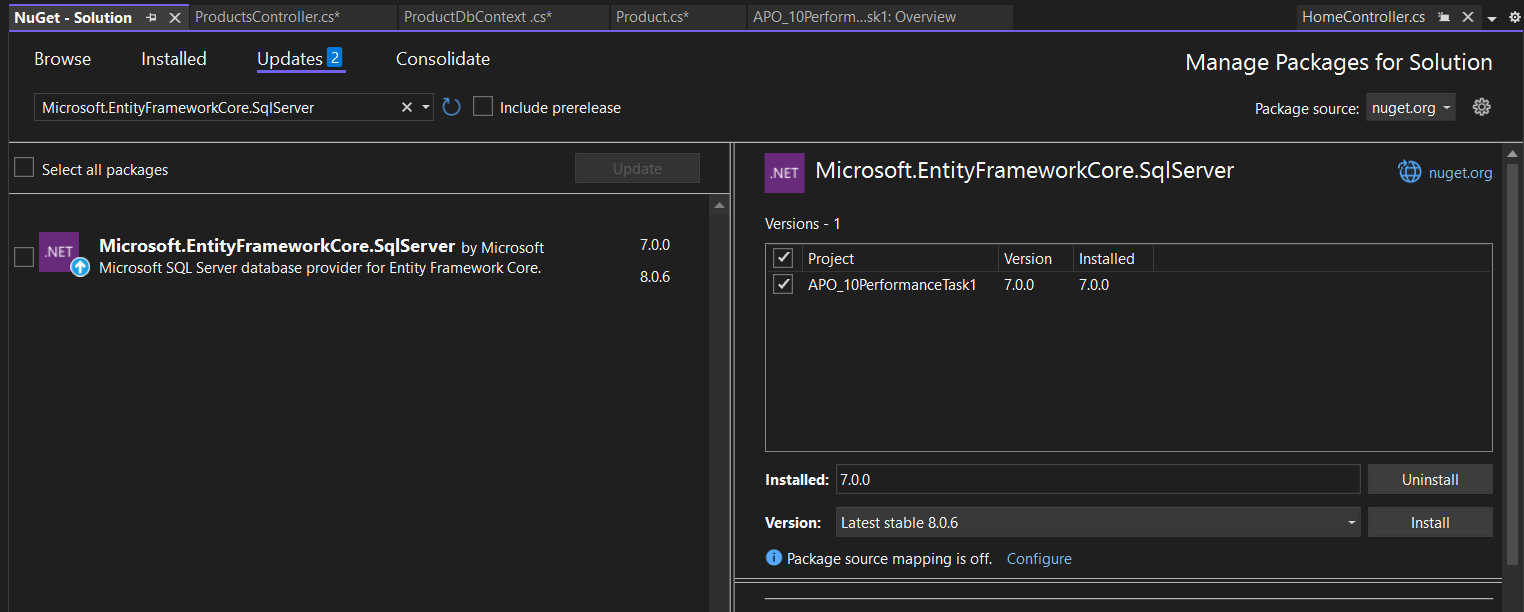 NuGet - Solution
ProductsController.cs*
ProductDbContext .cs*
Product.cs*
APO_10Perform...sk1: Overview
HomeController.cs
Browse
Installed
Updates 2
Consolidate
Manage Packages for Solution
Microsoft.EntityFrameworkCore.SqlServer
Include prerelease
Package source: nuget.org
Select all packages
Update
.NET
Microsoft.EntityFrameworkCore.SqlServer by Microsoft
7.0.0
Microsoft SQL Server database provider for Entity Framework Core.
8.0.6
.NET
Microsoft.EntityFrameworkCore.SqlServer
nuget.org
Versions - 1
Project Version Installed
APO_10PerformanceTask1 7.0.0 7.0.0
Installed: 7.0.0 Uninstall
Version: Latest stable 8.0.6 Install
Package source mapping is off. Configure